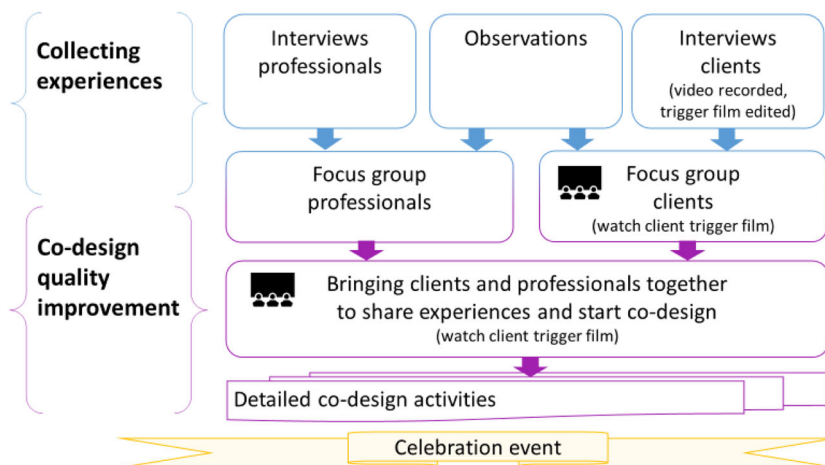 Collecting
experiences
Interviews
professionals
Observations
Interviews
clients
(video recorded,
trigger film edited)
Focus group
professionals
Focus group
clients
(watch client trigger film)
Co-design
quality
improvement
Bringing clients and professionals together
to share experiences and start co-design
(watch client trigger film)
Detailed co-design activities
Celebration event